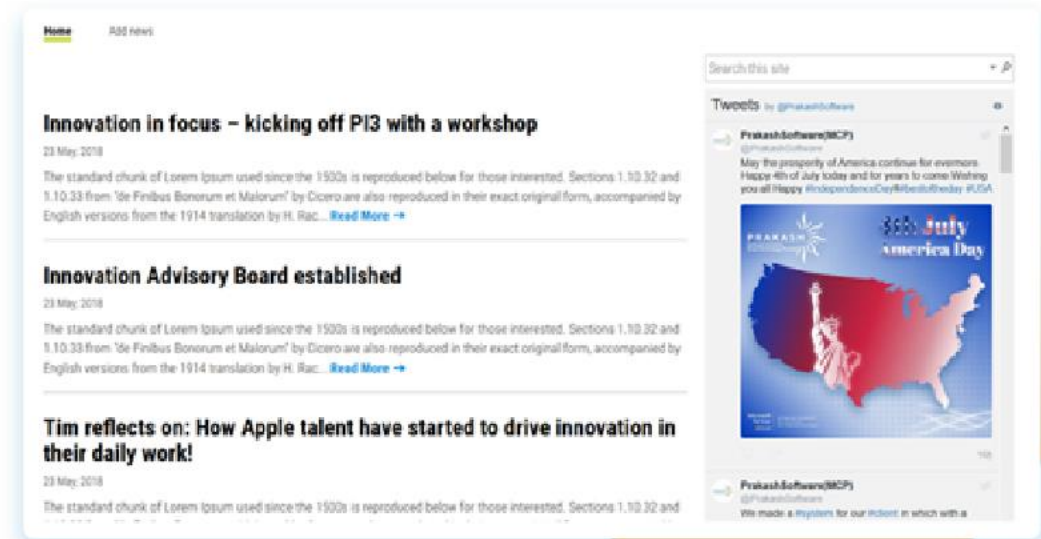 Home Add news
Search this site
Innovation in focus – kicking off PI3 with a workshop
23 May, 2018
The standard chunk of Lorem Ipsum used since the 1500s is reproduced below for those interested. Sections 1.10.32 and
1.10.33 from "de Finibus Bonorum et Malorum" by Cicero are also reproduced in their exact original form, accompanied by
English versions from the 1914 translation by H. Rac... Read More →
Innovation Advisory Board established
23 May, 2018
The standard chunk of Lorem Ipsum used since the 1500s is reproduced below for those interested. Sections 1.10.32 and
1.10.33 from "de Finibus Bonorum et Malorum" by Cicero are also reproduced in their exact original form, accompanied by
English versions from the 1914 translation by H. Rac... Read More →
Tim reflects on: How Apple talent have started to drive innovation in
their daily work!
23 May, 2018
The standard chunk of Lorem Ipsum used since the 1500s is reproduced below for those interested. Sections 1.10.32 and
Tweets by @PrakashSoftware
PrakashSoftware(MCP)
@PrakashSoftware
May the prosperity of America continue for evermore.
Happy 4th of July today and for years to come Wishing
you all Happy #IndependenceDay!#bestoftheday #USA
PRAKASH
July
America Day
PrakashSoftware(MCP)
@PrakashSoftware
We made a #system for our #client in which with a